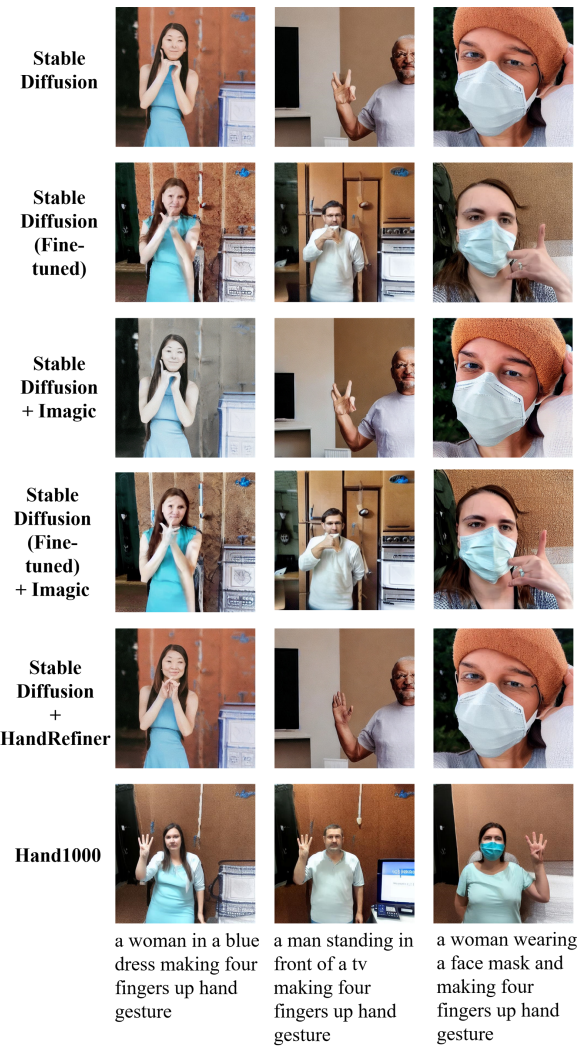 Stable
Diffusion
Stable
Diffusion
(Fine-
tuned)
Stable
Diffusion
+ Imagic
Stable
Diffusion
(Fine-
tuned)
+ Imagic
Stable
Diffusion
+
HandRefiner
Hand1000
a woman in a blue
dress making four
fingers up hand
gesture
a man standing in
front of a tv
making four
fingers up hand
gesture
a woman wearing
a face mask and
making four
fingers up hand
gesture